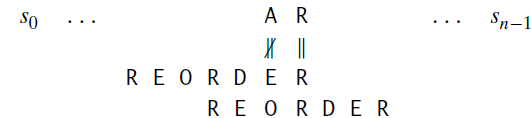 s₀ ... A R ... sₙ₋₁
∦ ||
R E O R D E R
R E O R D E R